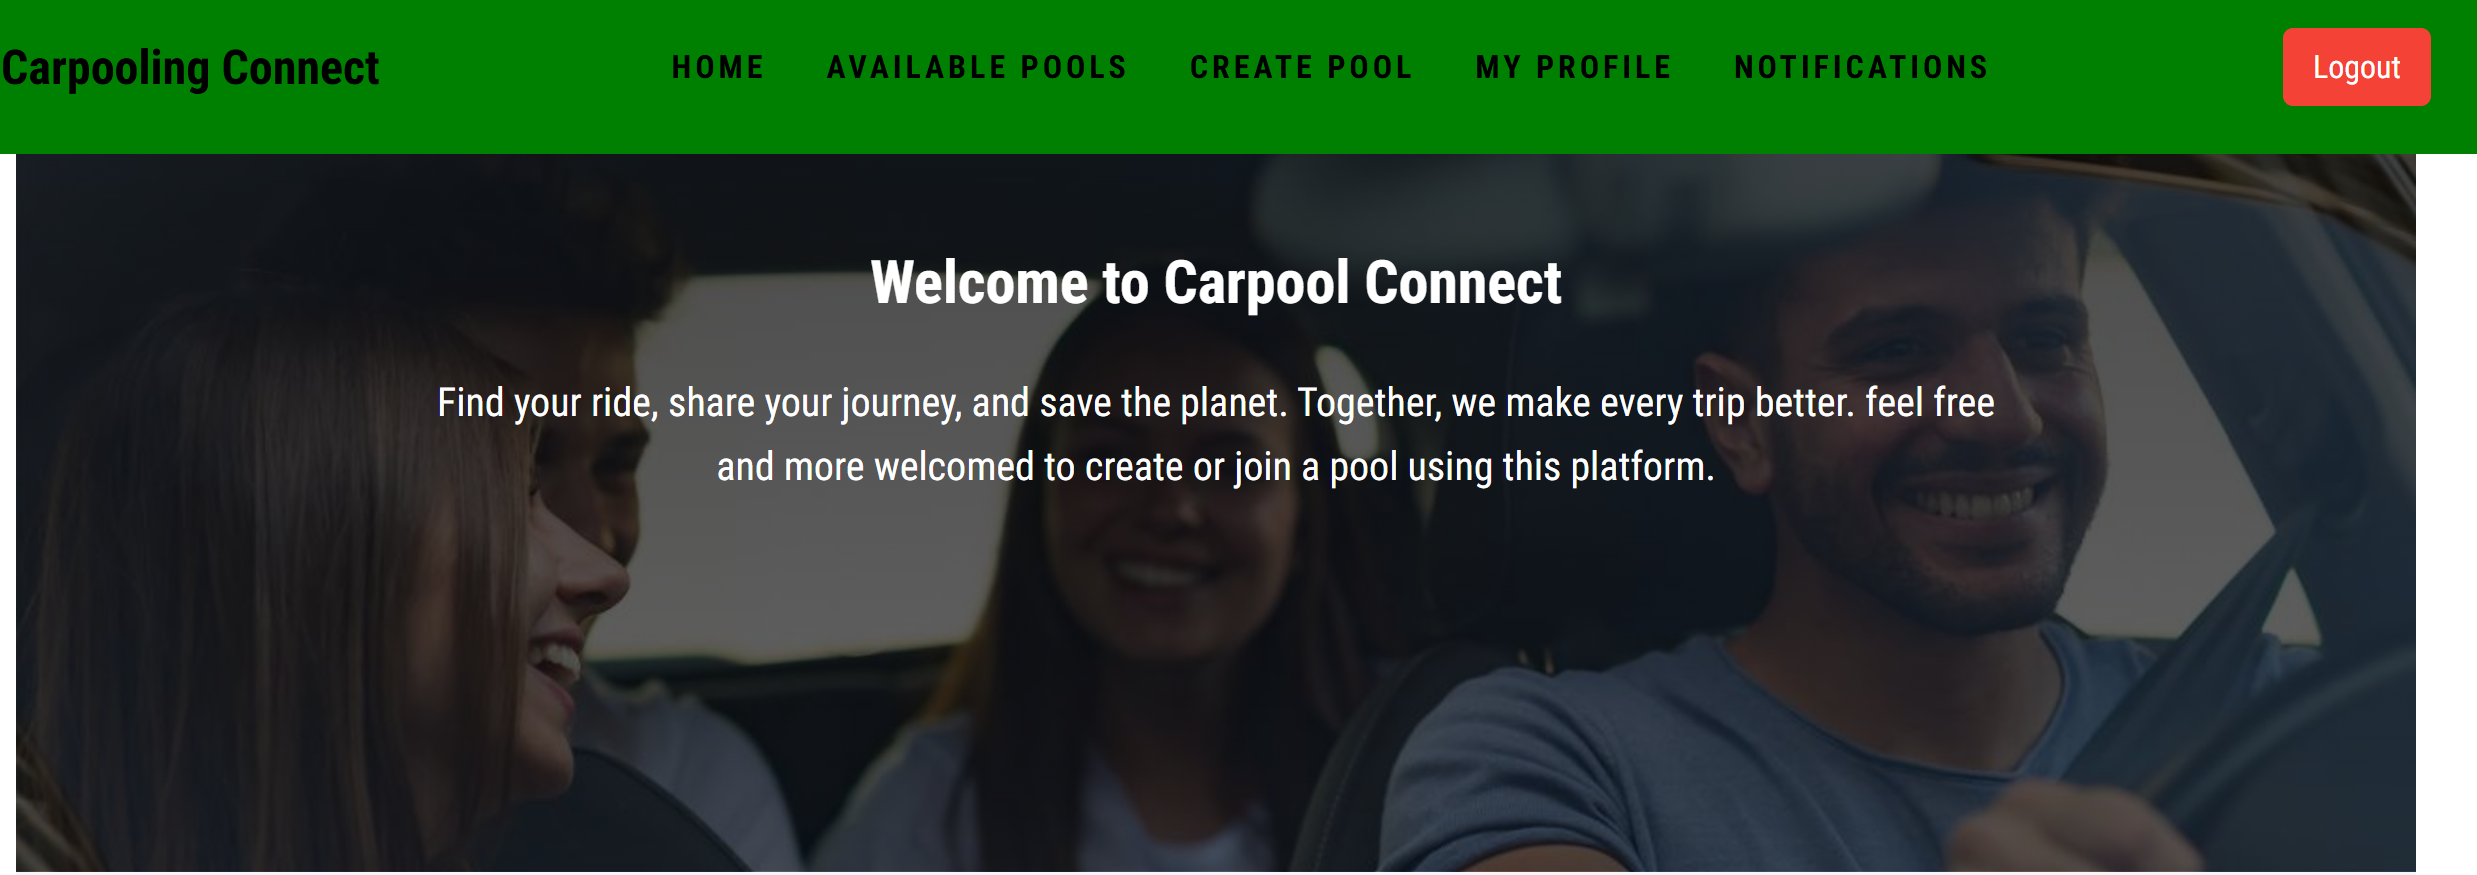 Carpooling Connect
HOME AVAILABLE POOLS CREATE POOL MY PROFILE NOTIFICATIONS
Logout
Welcome to Carpool Connect
Find your ride, share your journey, and save the planet. Together, we make every trip better. feel free
and more welcomed to create or join a pool using this platform.